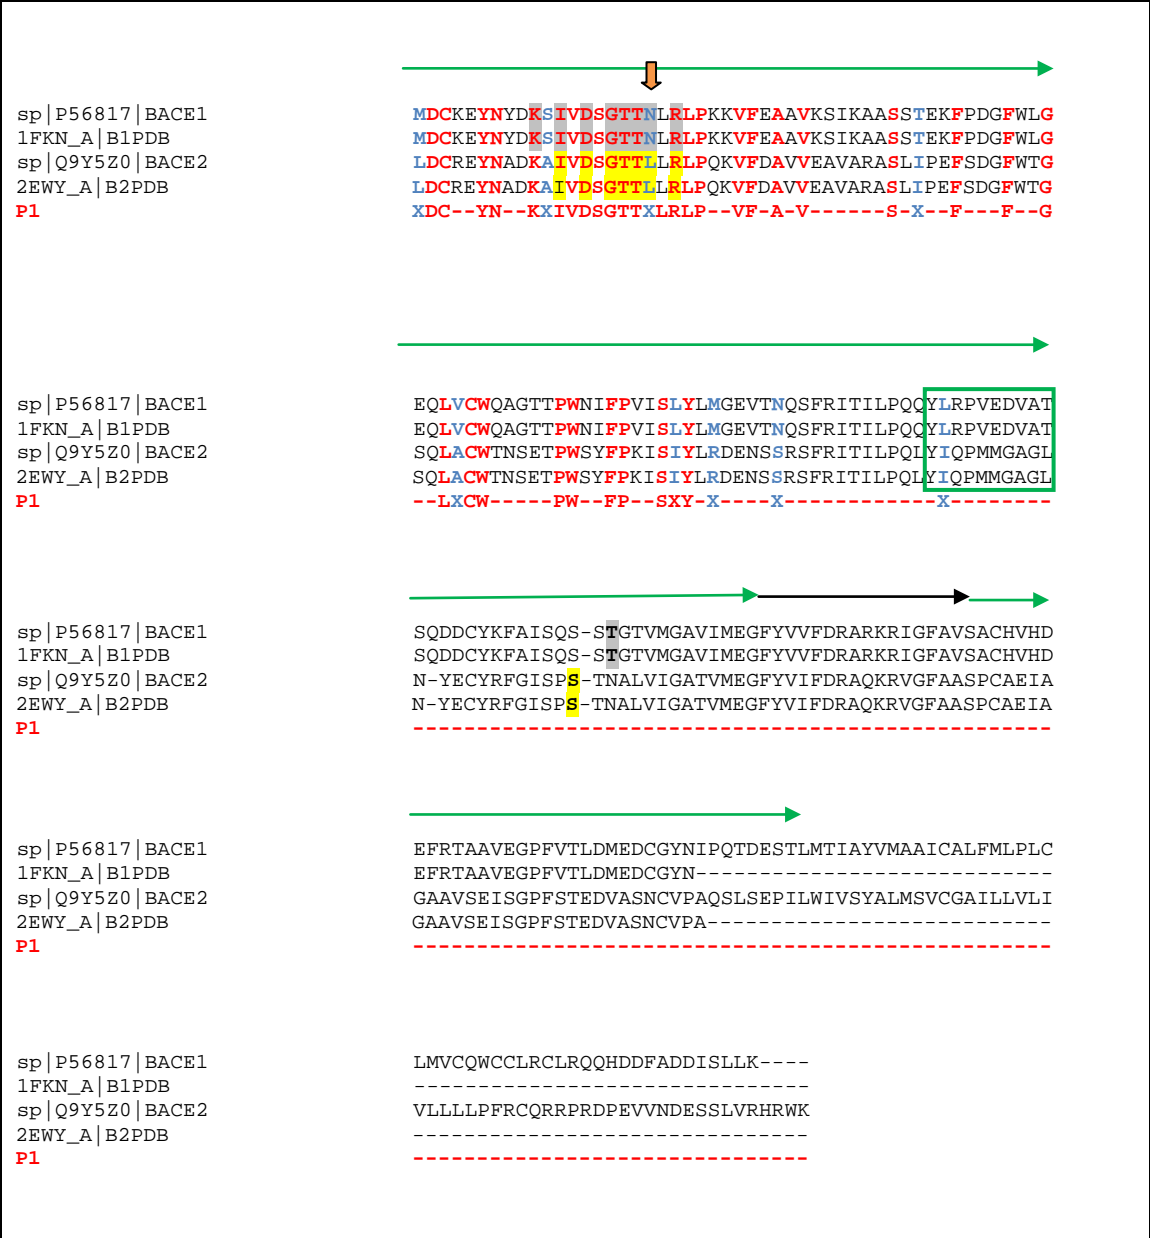 sp|P56817|BACE1 MDCKEYNYDKSIVDSGTTNLRLPKKVFEAAVKSIKAASSTEKFPDGFWLG
1FKN_A|B1PDB MDCKEYNYDKSIVDSGTTNLRLPKKVFEAAVKSIKAASSTEKFPDGFWLG
sp|Q9Y5Z0|BACE2 LDCREYNADKAIVDSGTTLLRLPQKVFDAVVEAVARASLIPEFSDGFWTG
2EWY_A|B2PDB LDCREYNADKAIVDSGTTLLRLPQKVFDAVVEAVARASLIPEFSDGFWTG
P1 XDC--YN--KXIVDSGTTXLRLP--VF-A-V------S-X--F---F--G
sp|P56817|BACE1 EQLVCWQAGTTPWNIFPVISLYLMGEVTNQSFRITILPQQYLRPVEDVAT
1FKN_A|B1PDB EQLVCWQAGTTPWNIFPVISLYLMGEVTNQSFRITILPQQYLRPVEDVAT
sp|Q9Y5Z0|BACE2 SQLACWTNSETPWSYFPKISIYLRDENSSRSFRITILPQLYIQPMMGAGL
2EWY_A|B2PDB SQLACWTNSETPWSYFPKISIYLRDENSSRSFRITILPQLYIQPMMGAGL
P1 --LXCW-----PW--FP--SXY-X----X------------X--------
sp|P56817|BACE1 SQDDCYKFAISQS-STGTVMGAVIMEGFYVVFDRARKRIGFAVSACHVHD
1FKN_A|B1PDB SQDDCYKFAISQS-STGTVMGAVIMEGFYVVFDRARKRIGFAVSACHVHD
sp|Q9Y5Z0|BACE2 N-YECYRFGISPS-TNALVIGATVMEGFYVIFDRAQKRVGFAASPCAEIA
2EWY_A|B2PDB N-YECYRFGISPS-TNALVIGATVMEGFYVIFDRAQKRVGFAASPCAEIA
P1 --------------------------------------------------
sp|P56817|BACE1 EFRTAAVEGPFVTLDMEDCGYNIPQTDESTLMTIAYVMAAICALFMLPLC
1FKN_A|B1PDB EFRTAAVEGPFVTLDMEDCGYN----------------------------
sp|Q9Y5Z0|BACE2 GAAVSEISGPFSTEDVASNCVPAQSLSEPILWIVSYALMSVCGAILLVLI
2EWY_A|B2PDB GAAVSEISGPFSTEDVASNCVPA---------------------------
P1 --------------------------------------------------
sp|P56817|BACE1 LMVCQWCCLRCLRQQHDDFADDISLLK----
1FKN_A|B1PDB -------------------------------
sp|Q9Y5Z0|BACE2 VLLLLPFRCQRRPRDPEVVNDESSLVRHRWK
2EWY_A|B2PDB -------------------------------
P1 -------------------------------